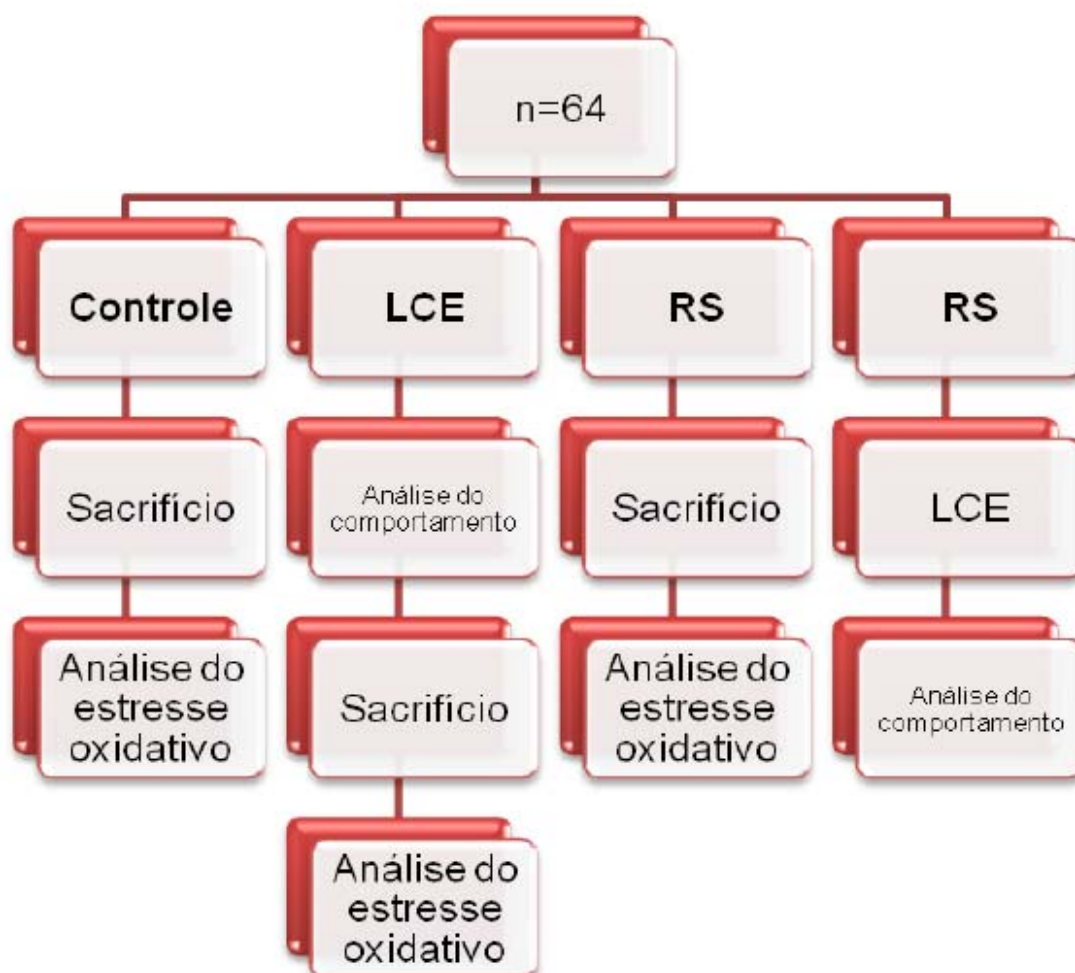 n=64
Controle
LCE
RS
RS
Sacrifício
Análise do
comportamento
Sacrifício
LCE
Análise do
estresse
oxidativo
Sacrifício
Análise do
estresse
oxidativo
Análise do
comportamento
Análise do
estresse
oxidativo